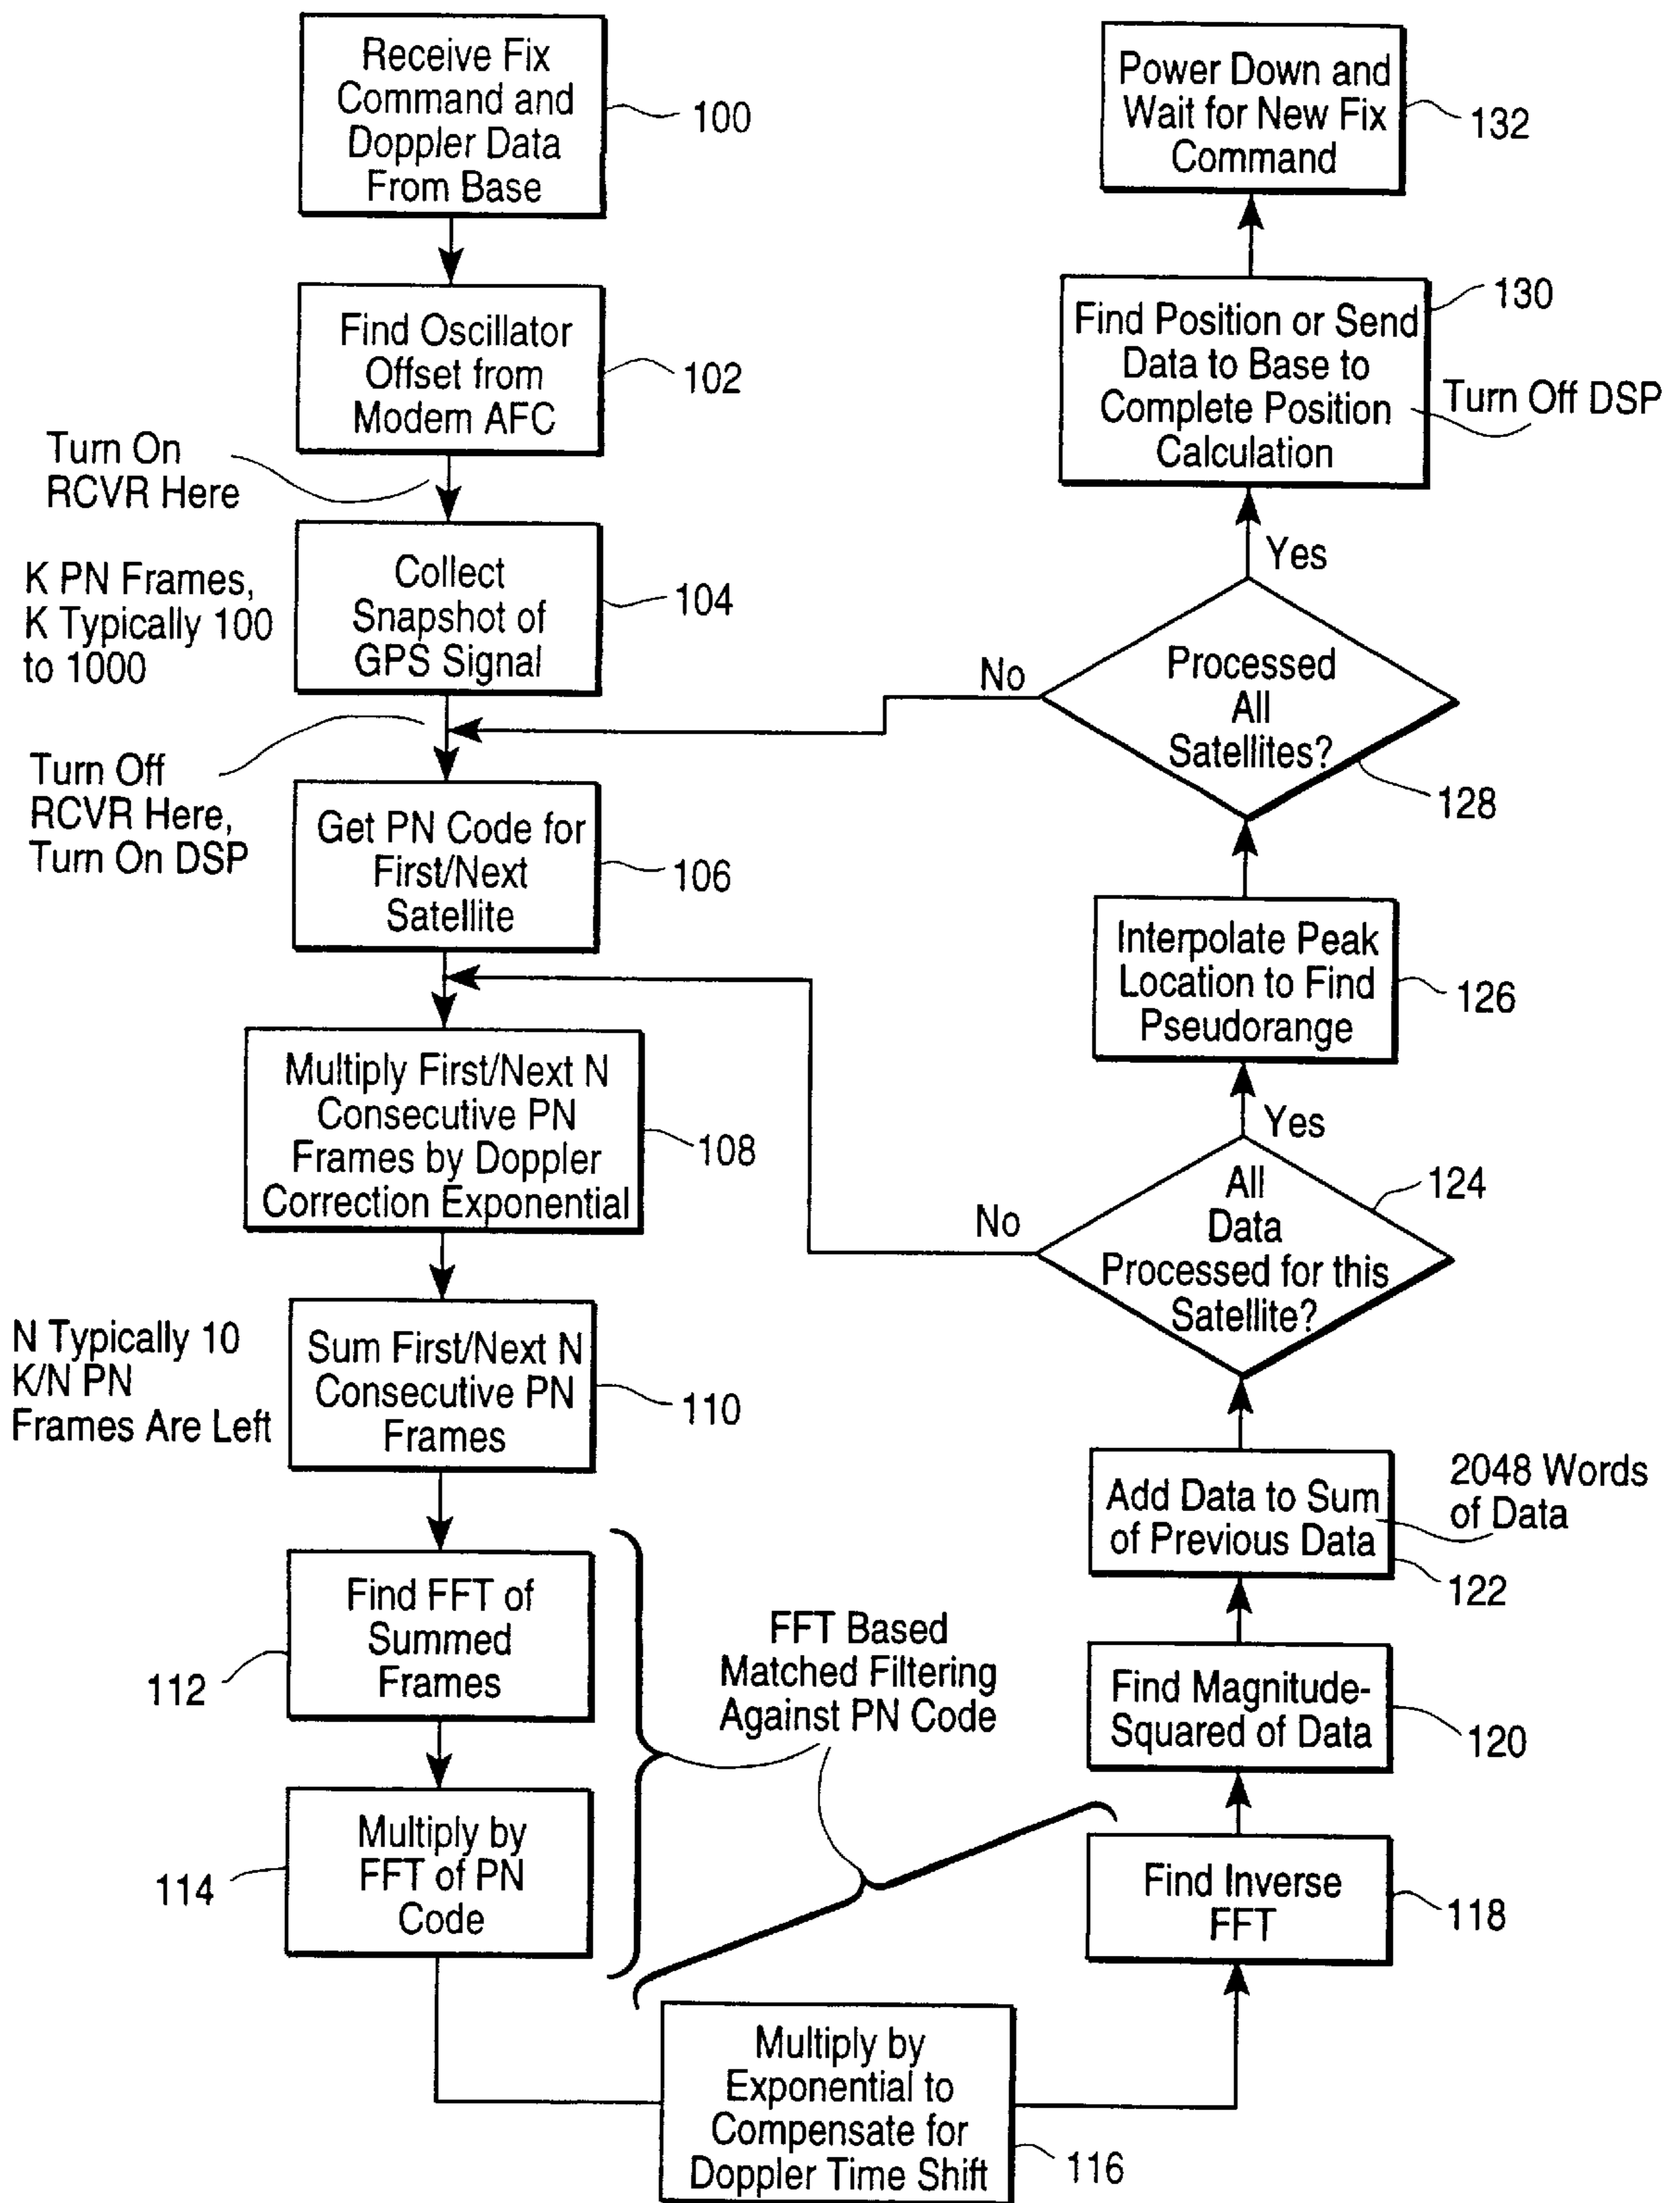 Receive Fix
Command and
Doppler Data
From Base
100
Find Oscillator
Offset from
Modem AFC
102
Turn On
RCVR Here
Collect
Snapshot of
GPS Signal
104
K PN Frames,
K Typically 100
to 1000
Turn Off
RCVR Here,
Turn On DSP
Get PN Code for
First/Next
Satellite
106
Multiply First/Next N
Consecutive PN
Frames by Doppler
Correction Exponential
108
N Typically 10
K/N PN
Frames Are Left
Sum First/Next N
Consecutive PN
Frames
110
Find FFT of
Summed
Frames
112
Multiply by
FFT of PN
Code
114
FFT Based
Matched Filtering
Against PN Code
Multiply by
Exponential to
Compensate for
Doppler Time Shift
116
Find Inverse
FFT
118
Find Magnitude-
Squared of Data
120
Add Data to Sum
of Previous Data
2048 Words
of Data
122
All
Data
Processed for this
Satellite?
124
No
Yes
Interpolate Peak
Location to Find
Pseudorange
126
Processed
All
Satellites?
128
No
Yes
Find Position or Send
Data to Base to
Complete Position
Calculation
130
Turn Off DSP
Power Down and
Wait for New Fix
Command
132